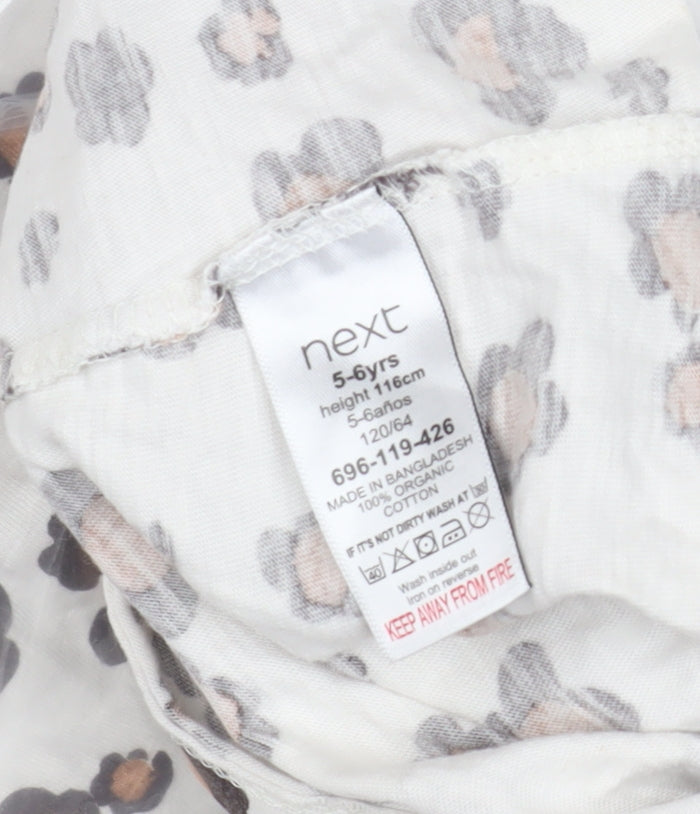 next
5-6yrs
height 116cm
5-6años
120/64
696-119-426
MADE IN BANGLADESH
100% ORGANIC
COTTON
IF IT'S NOT DIRTY WASH AT
40
Wash inside out
Iron on reverse
KEEP AWAY FROM FIRE